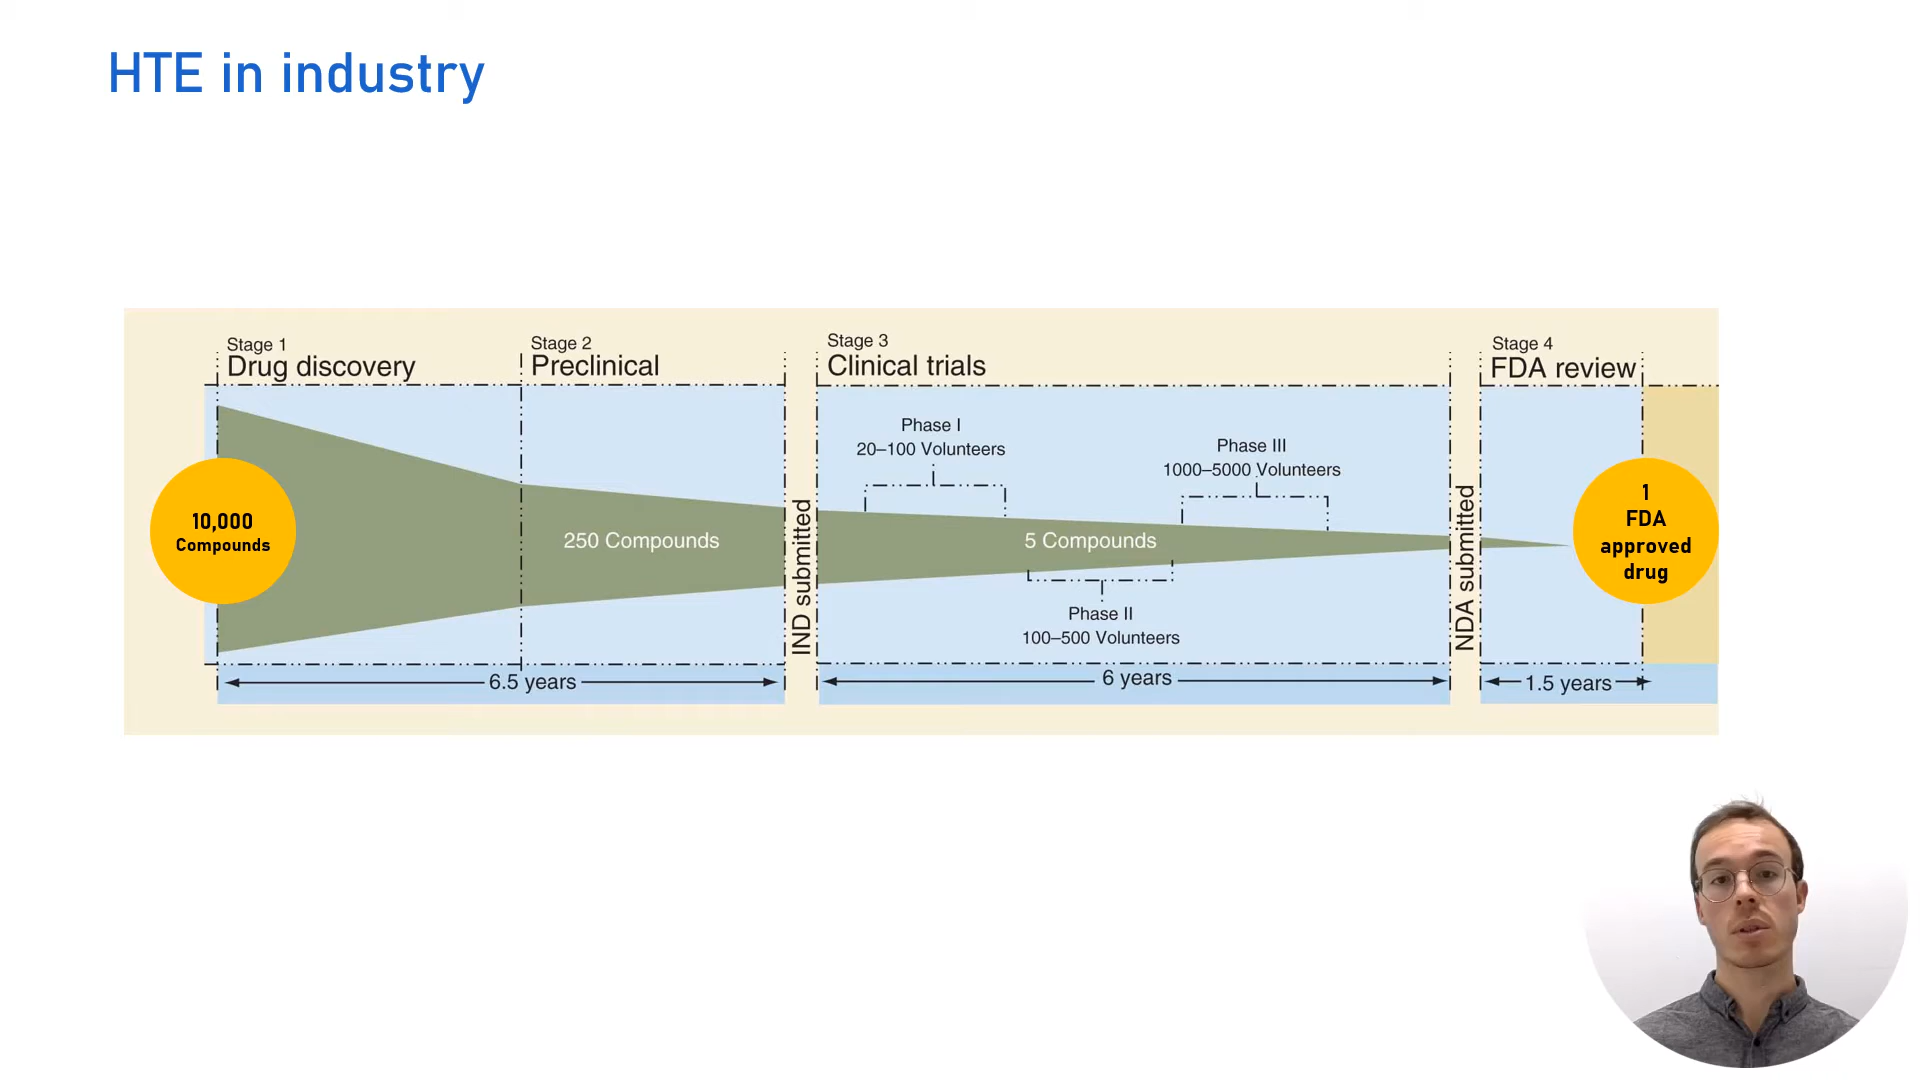 HTE in industry
Stage 1
Drug discovery
Stage 2
Preclinical
Stage 3
Clinical trials
Stage 4
FDA review
Phase I
20–100 Volunteers
Phase III
1000–5000 Volunteers
10,000
Compounds
250 Compounds
IND submitted
5 Compounds
NDA submitted
1
FDA
approved
drug
Phase II
100–500 Volunteers
6.5 years
6 years
1.5 years